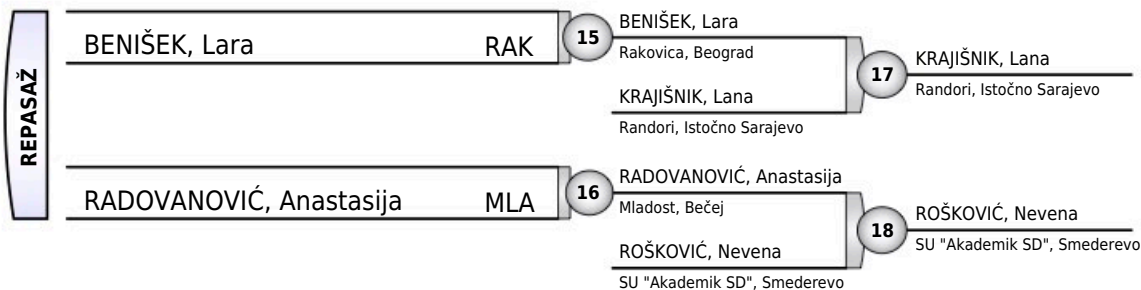 REPASAŽ
BENIŠEK, Lara RAK
15
BENIŠEK, Lara
Rakovica, Beograd
KRAJIŠNIK, Lana
Randori, Istočno Sarajevo
17
KRAJIŠNIK, Lana
Randori, Istočno Sarajevo
RADOVANOVIĆ, Anastasija MLA
16
RADOVANOVIĆ, Anastasija
Mladost, Bečej
ROŠKOVIĆ, Nevena
SU "Akademik SD", Smederevo
18
ROŠKOVIĆ, Nevena
SU "Akademik SD", Smederevo